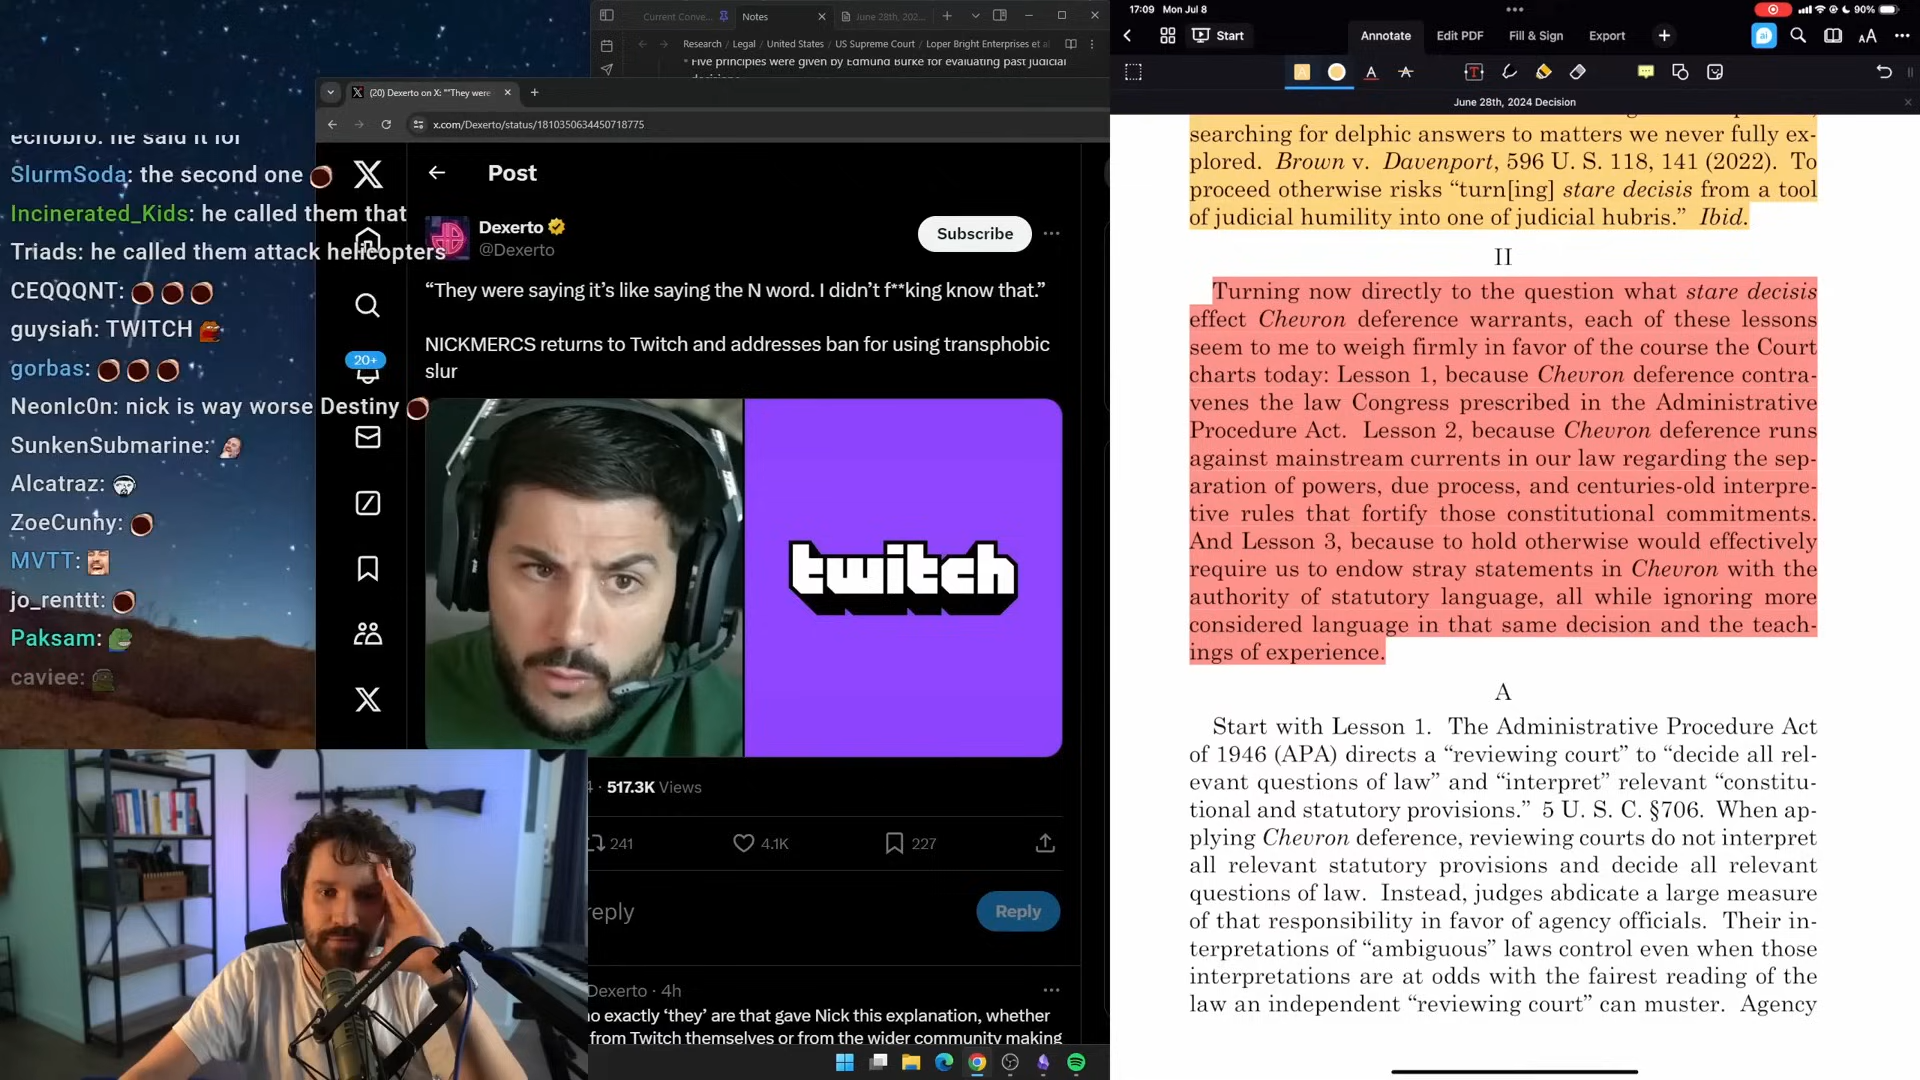 echobro: he said it lol
SlurmSoda: the second one
Incinerated_Kids: he called them that
Triads: he called them attack helicopters
CEQQQNT:
guysiah: TWITCH
gorbas:
NeonIc0n: nick is way worse Destiny
SunkenSubmarine:
Alcatraz:
ZoeCunny:
MVTT:
jo_renttt:
Paksam:
caviee:
Current Conve...
Notes
June 28th, 202...
Research / Legal / United States / US Supreme Court / Loper Bright Enterprises et a
Five principles were given by Edmund Burke for evaluating past judicial
(20) Dexerto on X: "“They were
x.com/Dexerto/status/1810350634450718775
Post
Dexerto
@Dexerto
Subscribe
“They were saying it’s like saying the N word. I didn’t f**king know that.”
NICKMERCS returns to Twitch and addresses ban for using transphobic
slur
20+
twitch
· 517.3K Views
241
4.1K
227
reply
Reply
Dexerto · 4h
o exactly ‘they’ are that gave Nick this explanation, whether
from Twitch themselves or from the wider community making
17:09 Mon Jul 8
90%
Start
Annotate
Edit PDF
Fill & Sign
Export
June 28th, 2024 Decision
searching for delphic answers to matters we never fully ex-
plored. Brown v. Davenport, 596 U. S. 118, 141 (2022). To
proceed otherwise risks “turn[ing] stare decisis from a tool
of judicial humility into one of judicial hubris.” Ibid.
II
Turning now directly to the question what stare decisis
effect Chevron deference warrants, each of these lessons
seem to me to weigh firmly in favor of the course the Court
charts today: Lesson 1, because Chevron deference contra-
venes the law Congress prescribed in the Administrative
Procedure Act. Lesson 2, because Chevron deference runs
against mainstream currents in our law regarding the sep-
aration of powers, due process, and centuries-old interpre-
tive rules that fortify those constitutional commitments.
And Lesson 3, because to hold otherwise would effectively
require us to endow stray statements in Chevron with the
authority of statutory language, all while ignoring more
considered language in that same decision and the teach-
ings of experience.
A
Start with Lesson 1. The Administrative Procedure Act
of 1946 (APA) directs a “reviewing court” to “decide all rel-
evant questions of law” and “interpret” relevant “constitu-
tional and statutory provisions.” 5 U. S. C. §706. When ap-
plying Chevron deference, reviewing courts do not interpret
all relevant statutory provisions and decide all relevant
questions of law. Instead, judges abdicate a large measure
of that responsibility in favor of agency officials. Their in-
terpretations of “ambiguous” laws control even when those
interpretations are at odds with the fairest reading of the
law an independent “reviewing court” can muster. Agency